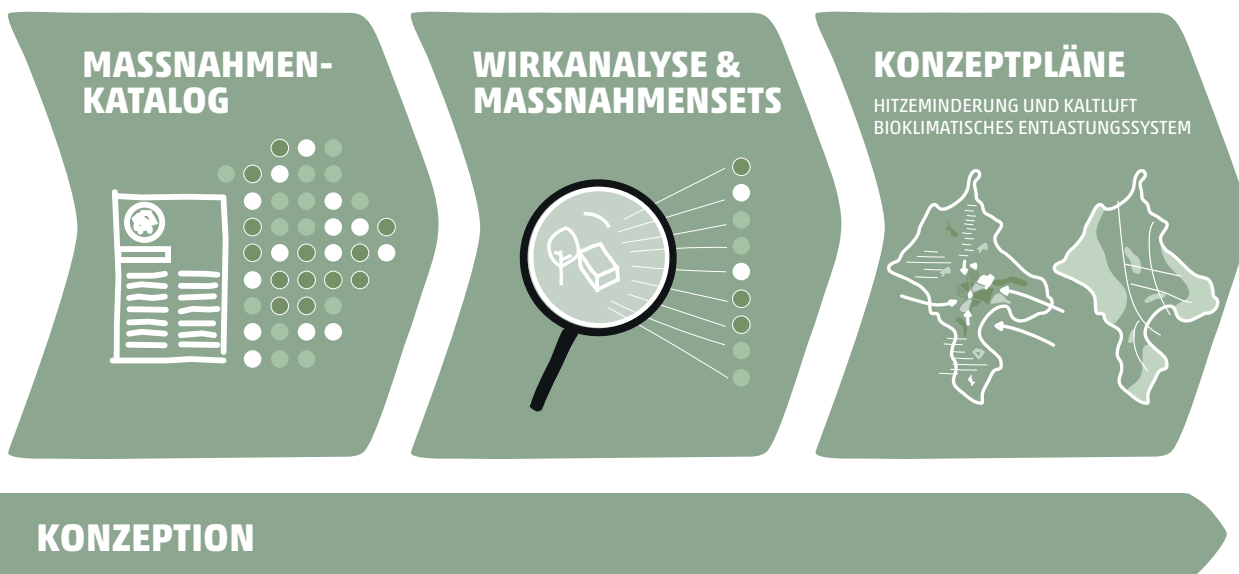 MASSNAHMEN-
KATALOG
WIRKANALYSE &
MASSNAHMENSETS
KONZEPTPLÄNE
HITZEMINDERUNG UND KALTLUFT
BIOKLIMATISCHES ENTLASTUNGSSYSTEM
KONZEPTION